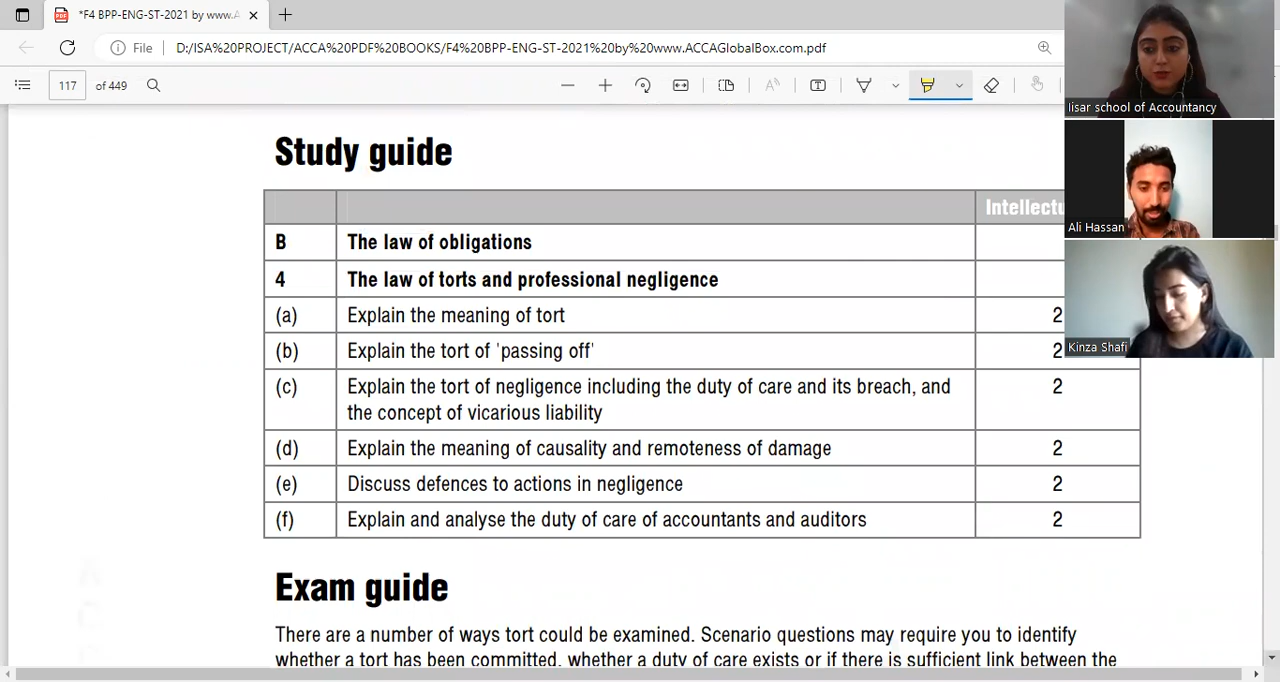 *F4 BPP-ENG-ST-2021 by www.A
File
D:/ISA%20PROJECT/ACCA%20PDF%20BOOKS/F4%20BPP-ENG-ST-2021%20by%20www.ACCAGlobalBox.com.pdf
117 of 449
Iisar school of Accountancy
Ali Hassan
Kinza Shafi
Study guide
Intellectu
B The law of obligations
4 The law of torts and professional negligence
(a) Explain the meaning of tort 2
(b) Explain the tort of 'passing off' 2
(c) Explain the tort of negligence including the duty of care and its breach, and 2
the concept of vicarious liability
(d) Explain the meaning of causality and remoteness of damage 2
(e) Discuss defences to actions in negligence 2
(f) Explain and analyse the duty of care of accountants and auditors 2
Exam guide
There are a number of ways tort could be examined. Scenario questions may require you to identify
whether a tort has been committed, whether a duty of care exists or if there is sufficient link between the